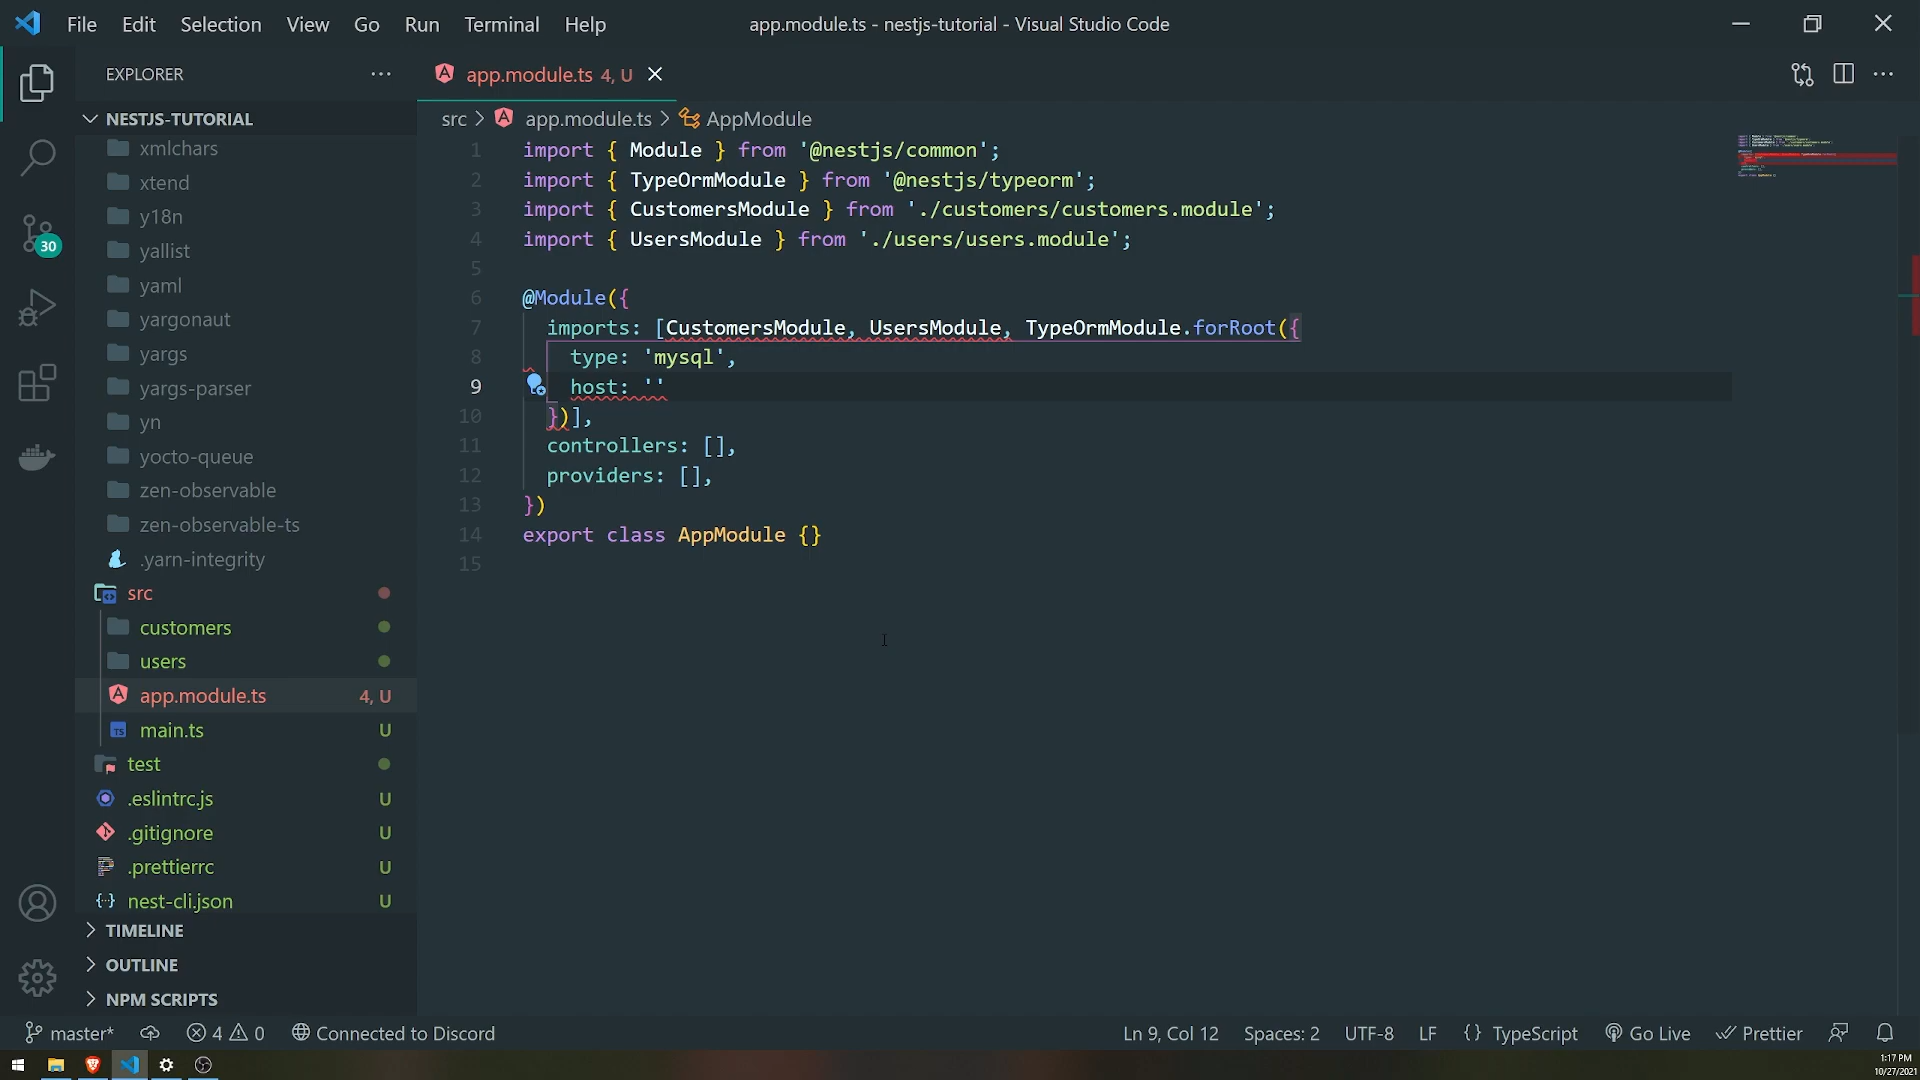 File Edit Selection View Go Run Terminal Help
app.module.ts - nestjs-tutorial - Visual Studio Code
EXPLORER
NESTJS-TUTORIAL
xmlchars
xtend
y18n
yallist
yaml
yargonaut
yargs
yargs-parser
yn
yocto-queue
zen-observable
zen-observable-ts
.yarn-integrity
src
customers
users
app.module.ts 4, U
main.ts U
test
.eslintrc.js U
.gitignore U
.prettierrc U
nest-cli.json U
TIMELINE
OUTLINE
NPM SCRIPTS
30
app.module.ts 4, U
src > app.module.ts > AppModule
1 import { Module } from '@nestjs/common';
2 import { TypeOrmModule } from '@nestjs/typeorm';
3 import { CustomersModule } from './customers/customers.module';
4 import { UsersModule } from './users/users.module';
5
6 @Module({
7 imports: [CustomersModule, UsersModule, TypeOrmModule.forRoot({
8 type: 'mysql',
9 host: ''
10 })],
11 controllers: [],
12 providers: [],
13 })
14 export class AppModule {}
15
master* 4 0 Connected to Discord
Ln 9, Col 12 Spaces: 2 UTF-8 LF {} TypeScript Go Live Prettier
1:17 PM
10/27/2021